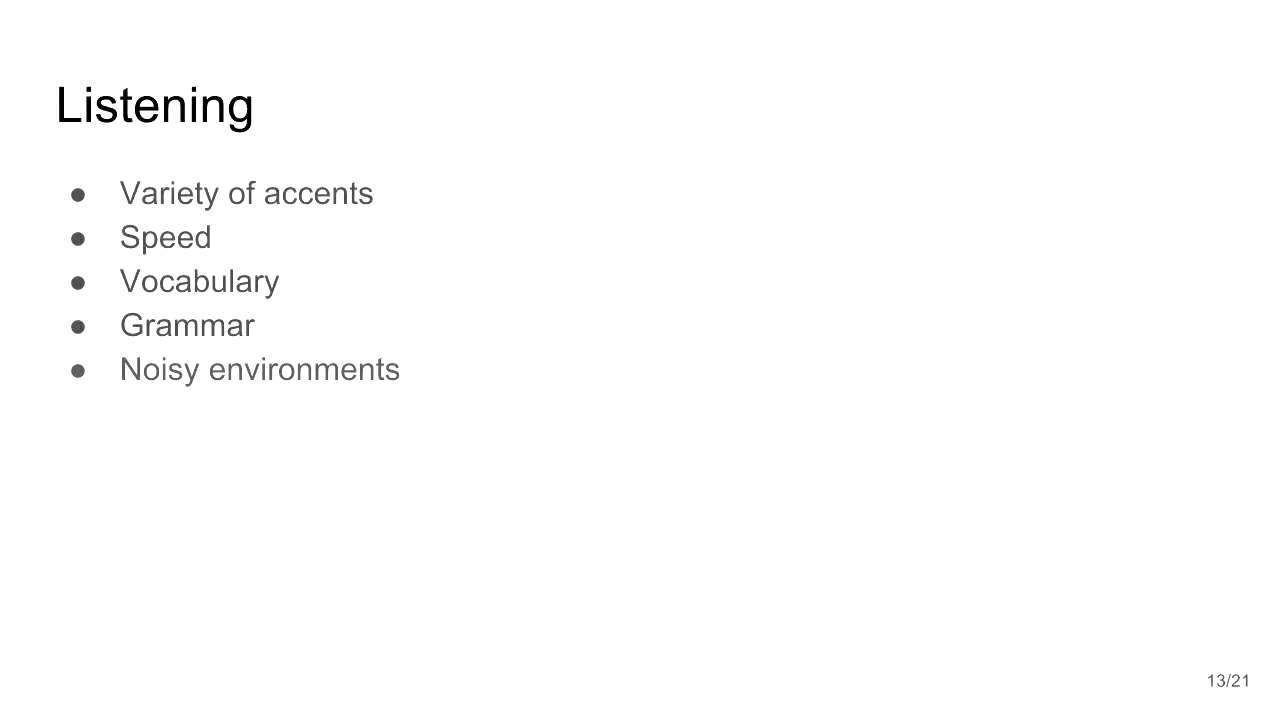 Listening
● Variety of accents
● Speed
● Vocabulary
● Grammar
● Noisy environments
13/21